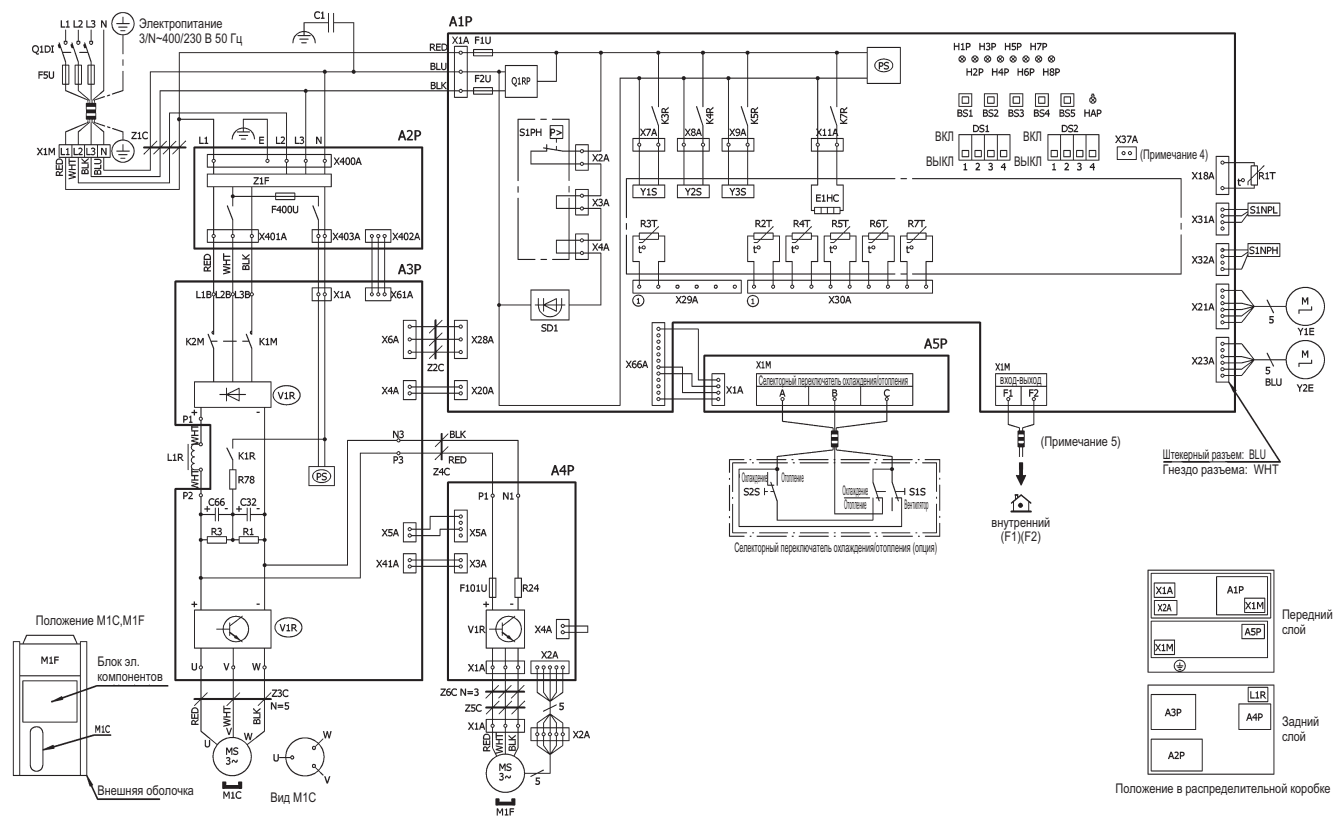 L1 L2 L3 N
Электропитание
3/N~400/230 В 50 Гц
Q1DI
F5U
C1
X1M
L1 L2 L3 N
Z1C
RED
WHT
BLK
BLU
A1P
RED
X1A
F1U
BLU
BLK
F2U
Q1RP
PS
S1PH
P>
X2A
X3A
X4A
SD1
K3R
K4R
K5R
K7R
X7A
X8A
X9A
X11A
Y1S
Y2S
Y3S
E1HC
R3T
R2T
R4T
R5T
R6T
R7T
t°
t°
t°
t°
t°
t°
1
X29A
1
X30A
H1P H3P H5P H7P
H2P H4P H6P H8P
BS1 BS2 BS3 BS4 BS5 HAP
DS1
DS2
ВКЛ
ВЫКЛ
1 2 3 4
ВКЛ
ВЫКЛ
1 2 3 4
X37A
(Примечание 4)
X18A
t°
R1T
X31A
S1NPL
X32A
S1NPH
X21A
5
M
Y1E
X23A
5
BLU
M
Y2E
Штекерный разъем: BLU
Гнездо разъема: WHT
A2P
L1 E L2 L3 N
X400A
Z1F
F400U
X401A
X403A
X402A
RED
WHT
BLK
A3P
L1B L2B L3B
X1A
X61A
K2M
K1M
V1R
+ -
P1
WHT
L1R
WHT
P2
K1R
R78
PS
C66
C32
+
+
R3
R1
+ -
V1R
U V W
Z3C
N=5
RED
WHT
BLK
U V W
MS
3~
M1C
U
W
V
Вид M1C
X6A
Z2C
X28A
X4A
X20A
N3
P3
BLK
RED
Z4C
X5A
X5A
X41A
X3A
A4P
P1 N1
F101U
R24
+ -
V1R
X4A
X1A
X2A
Z6C N=3
Z5C
5
X1A
X2A
RED
WHT
BLK
MS
3~
5
M1F
X66A
A5P
X1A
X1M
Селекторный переключатель охлаждения/отопления
A B C
Охлаждение
Отопление
S2S
Охлаждение
Отопление
S1S
Вентилятор
Селекторный переключатель охлаждения/отопления (опция)
X1M
вход-выход
F1 F2
(Примечание 5)
внутренний
(F1)(F2)
Положение M1C,M1F
M1F
Блок эл.
компонентов
M1C
Внешняя оболочка
X1A
X2A
A1P
X1M
A5P
X1M
Передний
слой
L1R
A3P
A4P
A2P
Задний
слой
Положение в распределительной коробке